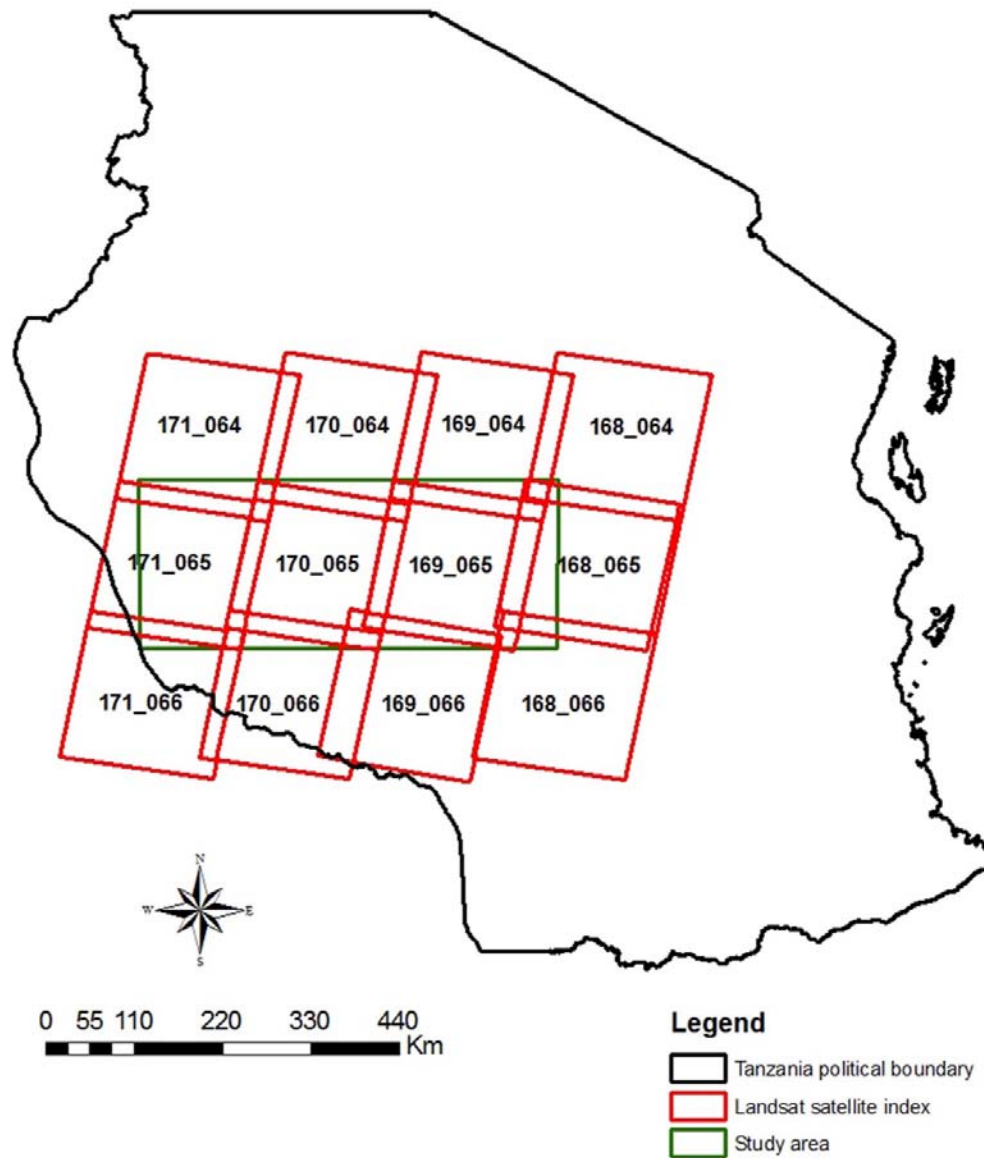 171_064 170_064 169_064 168_064
171_065 170_065 169_065 168_065
171_066 170_066 169_066 168_066
N
W E
S
0 55 110 220 330 440
Km
Legend
Tanzania political boundary
Landsat satellite index
Study area